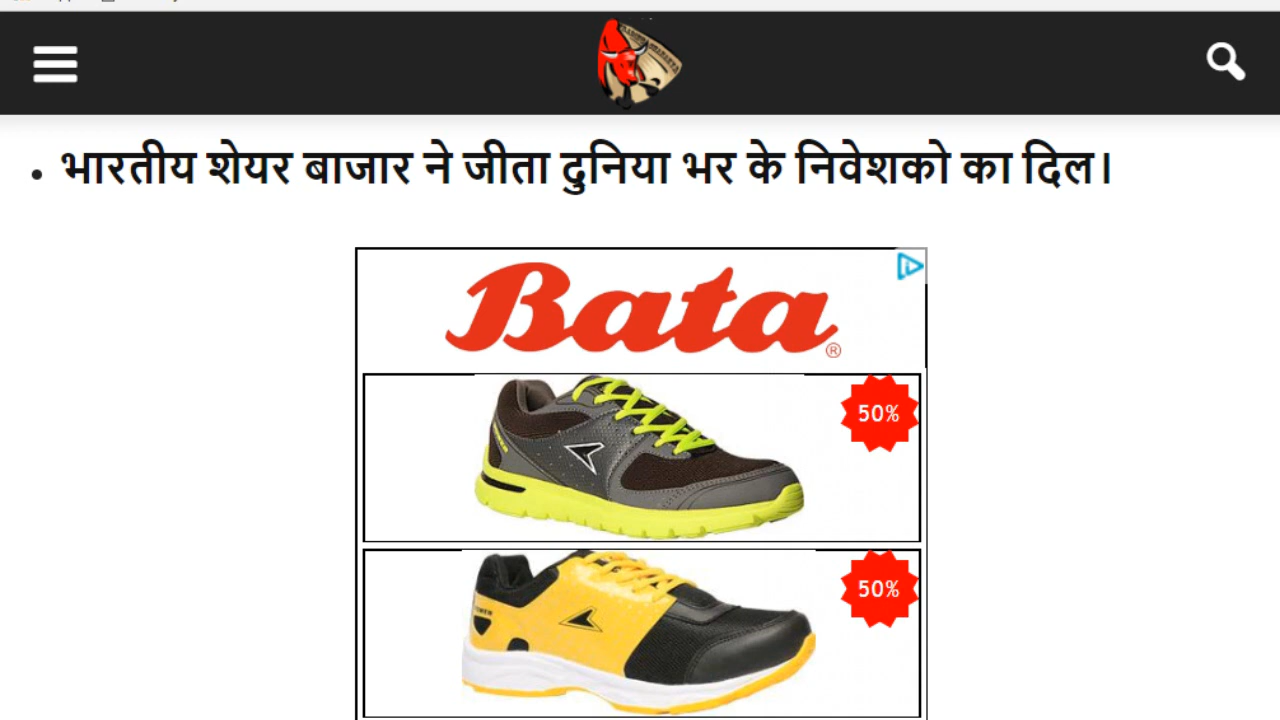 • भारतीय शेयर बाजार ने जीता दुनिया भर के निवेशको का दिल।
Bata®
50%
50%